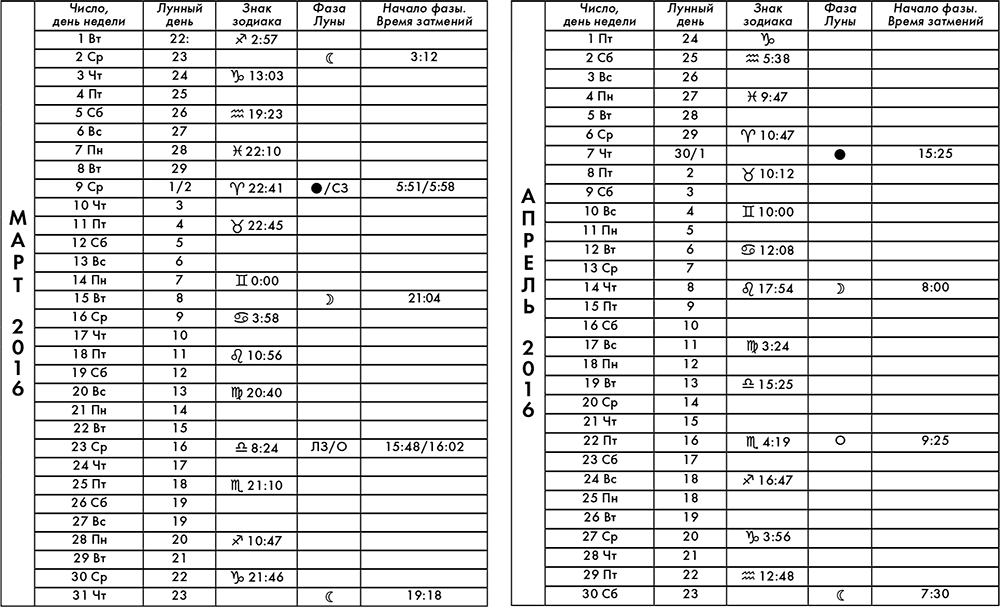 МАРТ 2016
Число, день недели | Лунный день | Знак зодиака | Фаза Луны | Начало фазы. Время затмений
1 Вт | 22: | ♐ 2:57
2 Ср | 23 | | ☾ | 3:12
3 Чт | 24 | ♑ 13:03
4 Пт | 25
5 Сб | 26 | ♒ 19:23
6 Вс | 27
7 Пн | 28 | ♓ 22:10
8 Вт | 29
9 Ср | 1/2 | ♈ 22:41 | ●/СЗ | 5:51/5:58
10 Чт | 3
11 Пт | 4 | ♉ 22:45
12 Сб | 5
13 Вс | 6
14 Пн | 7 | ♊ 0:00
15 Вт | 8 | | ☽ | 21:04
16 Ср | 9 | ♋ 3:58
17 Чт | 10
18 Пт | 11 | ♌ 10:56
19 Сб | 12
20 Вс | 13 | ♍ 20:40
21 Пн | 14
22 Вт | 15
23 Ср | 16 | ♎ 8:24 | ЛЗ/○ | 15:48/16:02
24 Чт | 17
25 Пт | 18 | ♏ 21:10
26 Сб | 19
27 Вс | 19
28 Пн | 20 | ♐ 10:47
29 Вт | 21
30 Ср | 22 | ♑ 21:46
31 Чт | 23 | | ☾ | 19:18
АПРЕЛЬ 2016
Число, день недели | Лунный день | Знак зодиака | Фаза Луны | Начало фазы. Время затмений
1 Пт | 24 | ♑
2 Сб | 25 | ♒ 5:38
3 Вс | 26
4 Пн | 27 | ♓ 9:47
5 Вт | 28
6 Ср | 29 | ♈ 10:47
7 Чт | 30/1 | | ● | 15:25
8 Пт | 2 | ♉ 10:12
9 Сб | 3
10 Вс | 4 | ♊ 10:00
11 Пн | 5
12 Вт | 6 | ♋ 12:08
13 Ср | 7
14 Чт | 8 | ♌ 17:54 | ☽ | 8:00
15 Пт | 9
16 Сб | 10
17 Вс | 11 | ♍ 3:24
18 Пн | 12
19 Вт | 13 | ♎ 15:25
20 Ср | 14
21 Чт | 15
22 Пт | 16 | ♏ 4:19 | ○ | 9:25
23 Сб | 17
24 Вс | 18 | ♐ 16:47
25 Пн | 18
26 Вт | 19
27 Ср | 20 | ♑ 3:56
28 Чт | 21
29 Пт | 22 | ♒ 12:48
30 Сб | 23 | | ☾ | 7:30